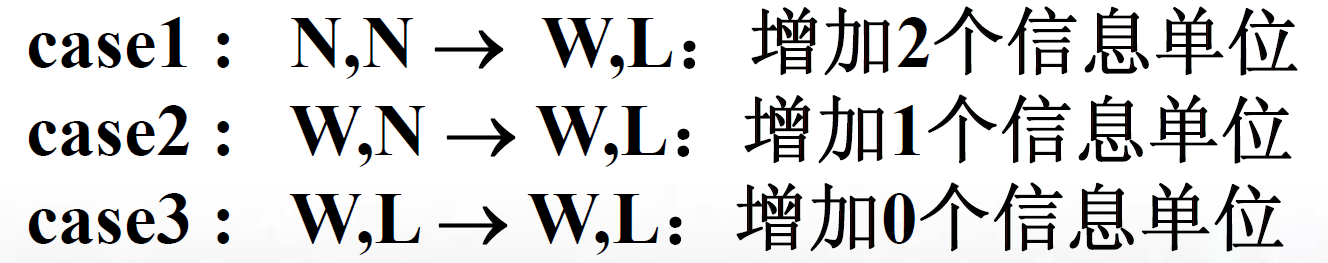 case1： N,N → W,L：增加2个信息单位
case2： W,N → W,L：增加1个信息单位
case3： W,L → W,L：增加0个信息单位